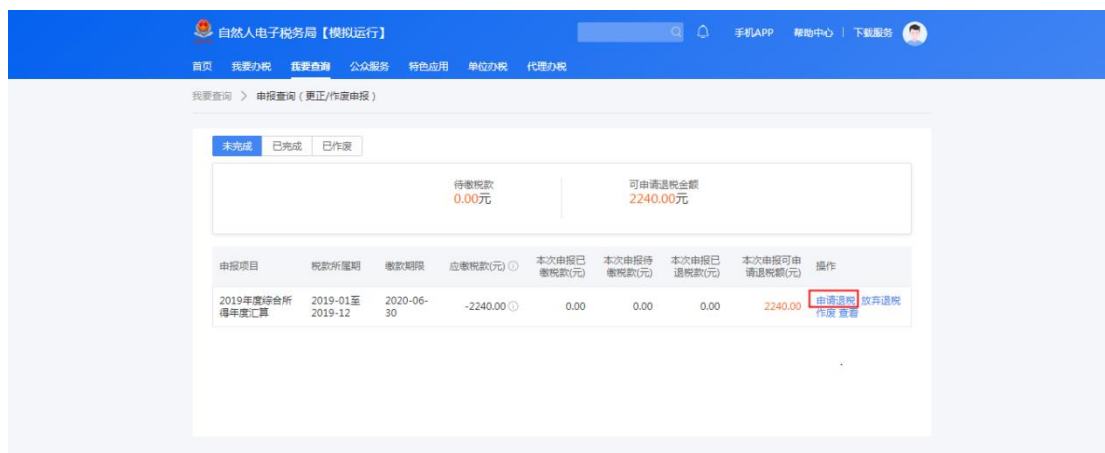 自然人电子税务局【模拟运行】
手机APP 帮助中心 | 下载服务
首页 我要办税 我要查询 公众服务 特色应用 单位办税 代理办税
我要查询 > 申报查询（更正/作废申报）
未完成 已完成 已作废
待缴税款 可申请退税金额
0.00元 2240.00元
申报项目 税款所属期 缴款期限 应缴税款(元) 本次申报已缴税款(元) 本次申报待缴税款(元) 本次申报已退税款(元) 本次申报可申请退税额(元) 操作
2019年度综合所 2019-01至 2020-06- -2240.00 0.00 0.00 0.00 2240.00 申请退税 放弃退税
得年度汇算 2019-12 30 作废 查看